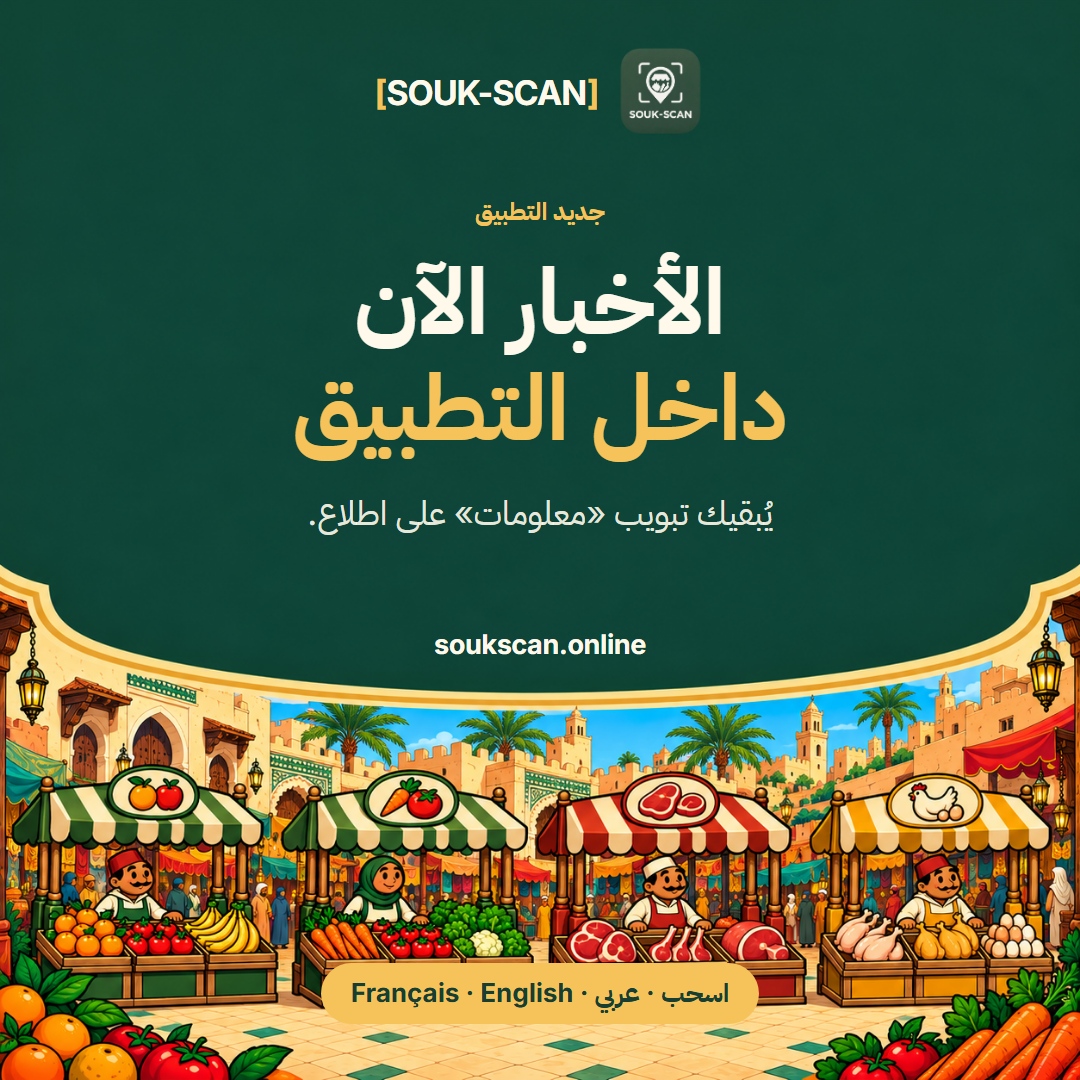 [SOUK-SCAN]
SOUK-SCAN
جديد التطبيق
الأخبار الآن
داخل التطبيق
يُبقيك تبويب «معلومات» على اطلاع.
soukscan.online
Français · English · اسحب · عربي